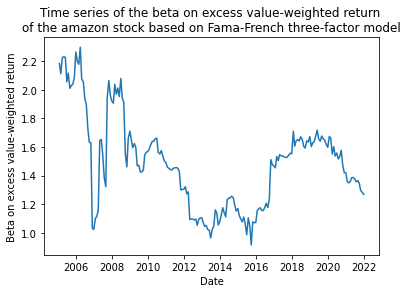 Time series of the beta on excess value-weighted return
of the amazon stock based on Fama-French three-factor model
Beta on excess value-weighted return
2.2
2.0
1.8
1.6
1.4
1.2
1.0
2006 2008 2010 2012 2014 2016 2018 2020 2022
Date